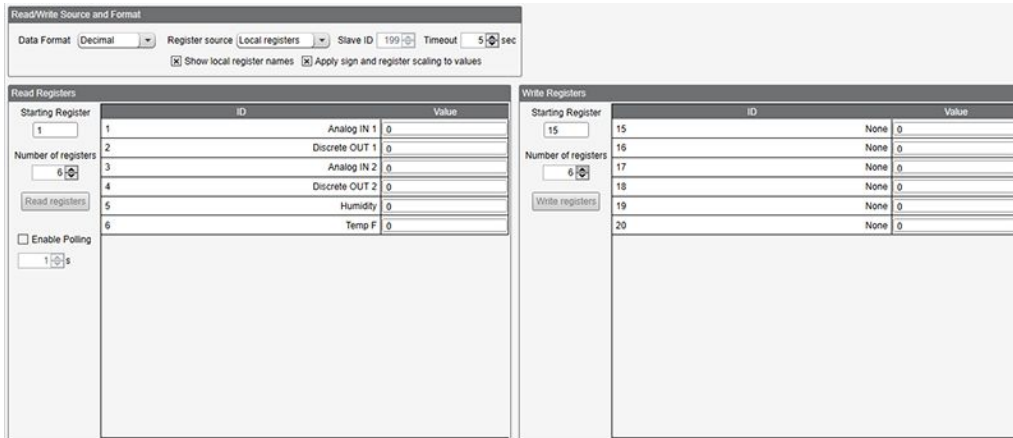 Read/Write Source and Format
Data Format Decimal Register source Local registers Slave ID 199 Timeout 5 sec
Show local register names Apply sign and register scaling to values
Read Registers
Starting Register
1
Number of registers
6
Read registers
Enable Polling
1 s
ID Value
1 Analog IN 1 0
2 Discrete OUT 1 0
3 Analog IN 2 0
4 Discrete OUT 2 0
5 Humidity 0
6 Temp F 0
Write Registers
Starting Register
15
Number of registers
6
Write registers
ID Value
15 None 0
16 None 0
17 None 0
18 None 0
19 None 0
20 None 0